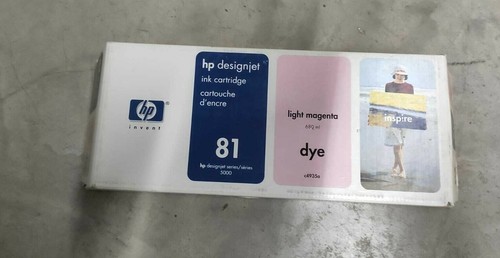 hp
invent
hp designjet
ink cartridge
cartouche
d'encre
81
hp designjet series/séries
5000
light magenta
680 ml
dye
c4935a
inspire